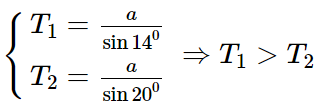 { T₁ = a / sin 14⁰
T₂ = a / sin 20⁰ ⇒ T₁ > T₂